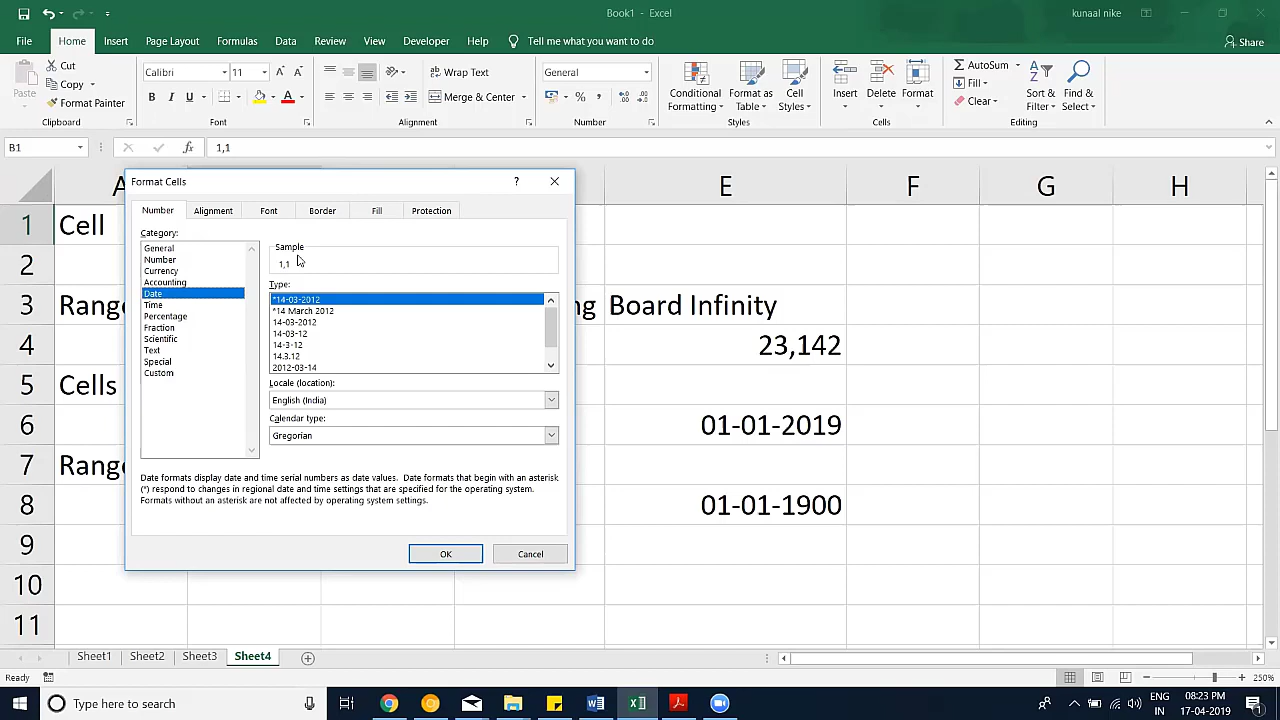 Book1 - Excel
kunaal nike
File Home Insert Page Layout Formulas Data Review View Developer Help Tell me what you want to do Share
Paste
Cut
Copy
Format Painter
Clipboard
Calibri 11
B I U
Font
Wrap Text
Merge & Center
Alignment
General
Number
Conditional Formatting
Format as Table
Cell Styles
Styles
Insert
Delete
Format
Cells
AutoSum
Fill
Clear
Sort & Filter
Find & Select
Editing
B1 fx 1,1
E F G H
1 Cell
2
3 Board Infinity
4 23,142
5 Cells
6 01-01-2019
7
8 01-01-1900
9
10
11
Format Cells
Number Alignment Font Border Fill Protection
Category:
General
Number
Currency
Accounting
Date
Time
Percentage
Fraction
Scientific
Text
Special
Custom
Sample
1,1
Type:
*14-03-2012
*14 March 2012
14-03-2012
14-03-12
14-3-12
14.3.12
2012-03-14
Locale (location):
English (India)
Calendar type:
Gregorian
Date formats display date and time serial numbers as date values. Date formats that begin with an asterisk
(*) respond to changes in regional date and time settings that are specified for the operating system.
Formats without an asterisk are not affected by operating system settings.
OK Cancel
Sheet1 Sheet2 Sheet3 Sheet4
Ready 250%
Type here to search
ENG
IN
08:23 PM
17-04-2019